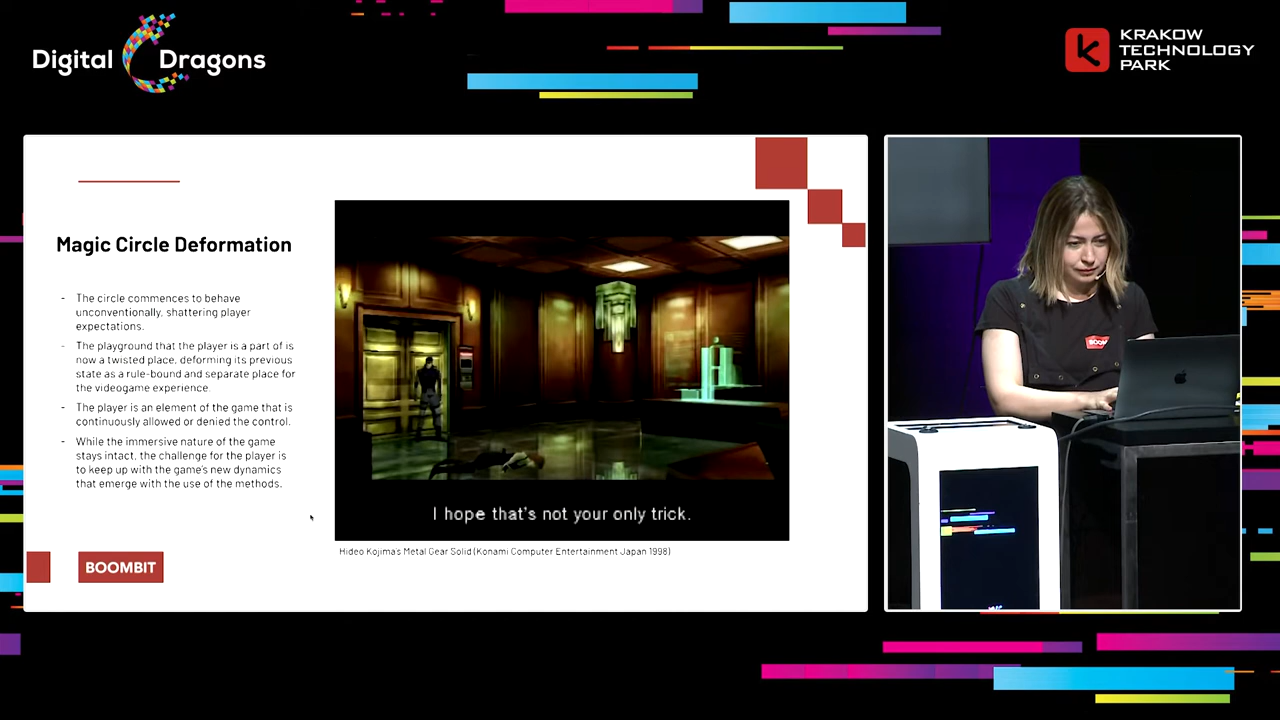 Digital Dragons
KRAKOW
TECHNOLOGY
PARK
Magic Circle Deformation
- The circle commences to behave
unconventionally, shattering player
expectations.
- The playground that the player is a part of is
now a twisted place, deforming its previous
state as a rule-bound and separate place for
the videogame experience.
- The player is an element of the game that is
continuously allowed or denied the control.
- While the immersive nature of the game
stays intact, the challenge for the player is
to keep up with the game's new dynamics
that emerge with the use of the methods.
I hope that's not your only trick.
Hideo Kojima's Metal Gear Solid (Konami Computer Entertainment Japan 1998)
BOOMBIT
BOOM